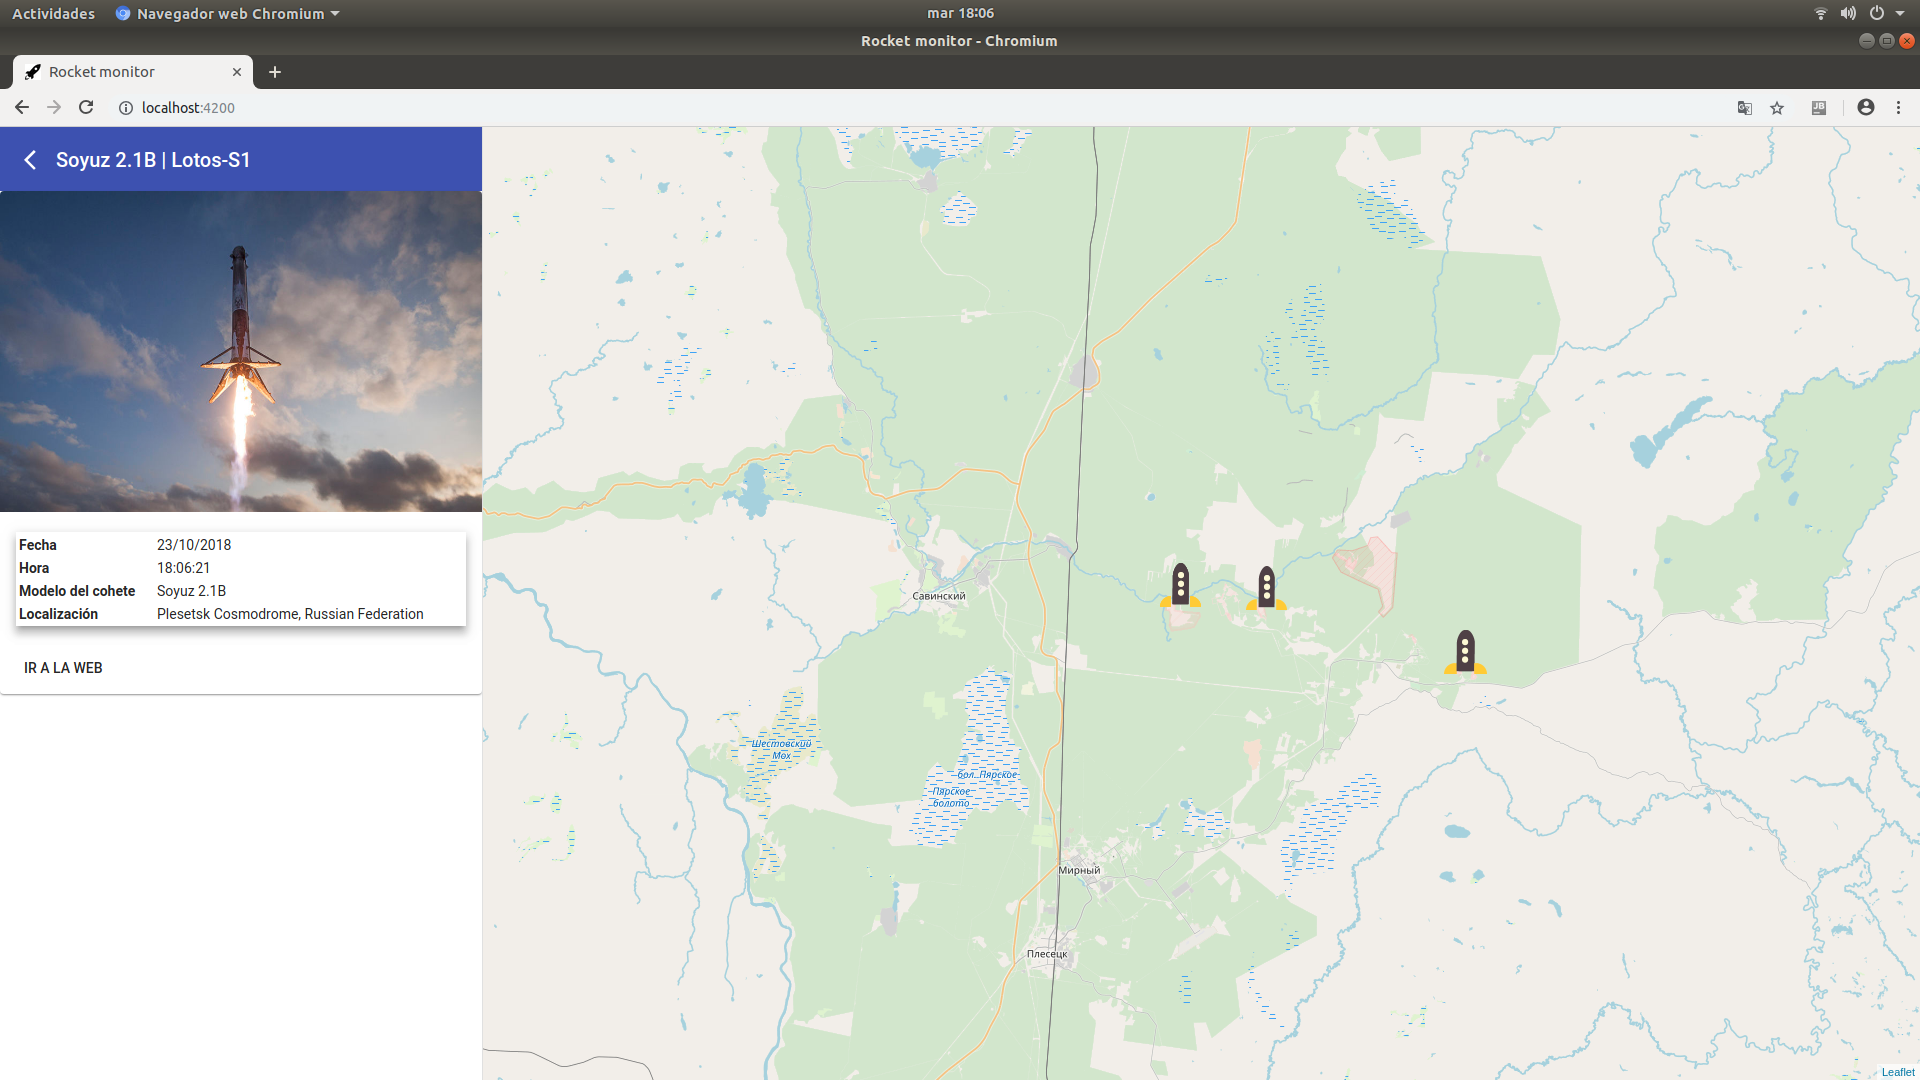 Actividades
Navegador web Chromium
mar 18:06
Rocket monitor - Chromium
Rocket monitor
localhost:4200
JB
Soyuz 2.1B | Lotos-S1
Fecha 23/10/2018
Hora 18:06:21
Modelo del cohete Soyuz 2.1B
Localización Plesetsk Cosmodrome, Russian Federation
IR A LA WEB
Савинский
Шестовский
Мох
бол. Пярское
Пярское
болото
Мирный
Плесецк
Leaflet